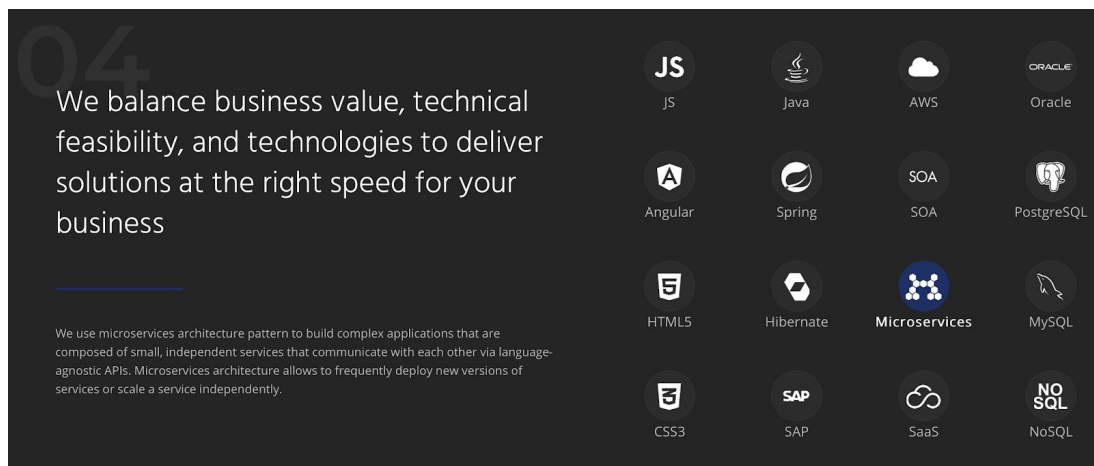 04
We balance business value, technical
feasibility, and technologies to deliver
solutions at the right speed for your
business
We use microservices architecture pattern to build complex applications that are
composed of small, independent services that communicate with each other via language-
agnostic APIs. Microservices architecture allows to frequently deploy new versions of
services or scale a service independently.
JS
ORACLE
JS
Java
AWS
Oracle
A
SOA
Angular
Spring
SOA
PostgreSQL
5
HTML5
Hibernate
Microservices
MySQL
3
SAP
NO
SQL
CSS3
SAP
SaaS
NoSQL